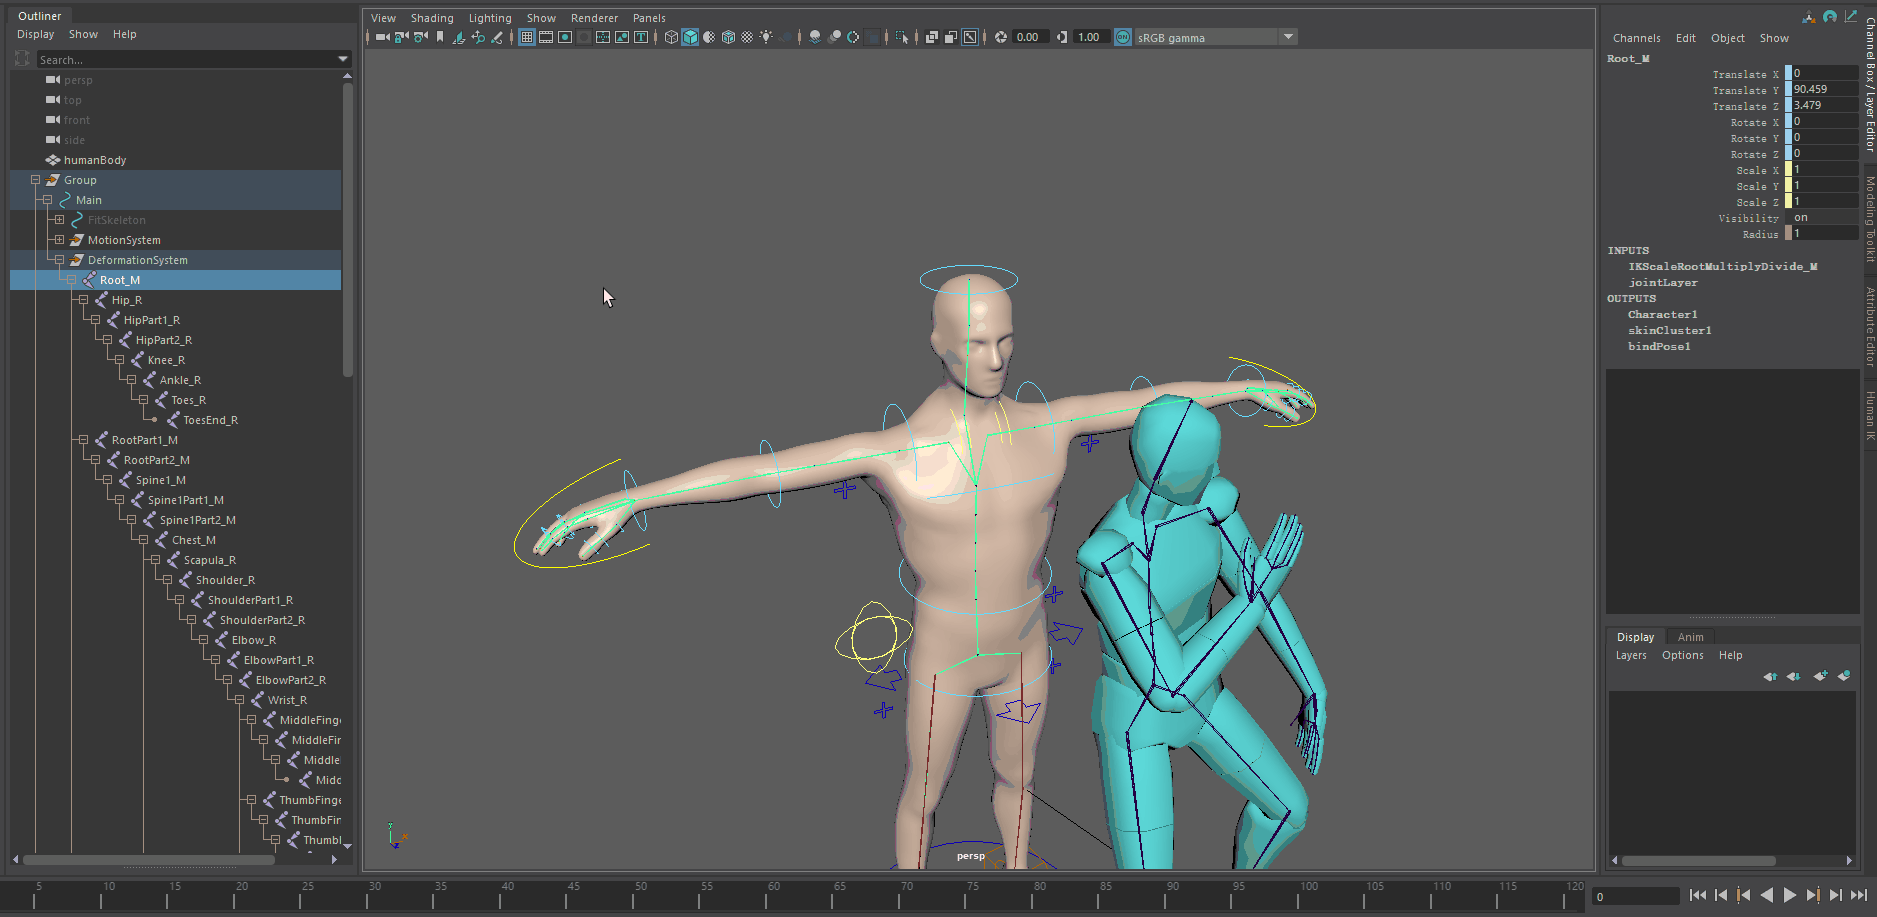 Outliner
Display Show Help
Search...
persp
top
front
side
humanBody
Group
Main
FitSkeleton
MotionSystem
DeformationSystem
Root_M
Hip_R
HipPart1_R
HipPart2_R
Knee_R
Ankle_R
Toes_R
ToesEnd_R
RootPart1_M
RootPart2_M
Spine1_M
Spine1Part1_M
Spine1Part2_M
Chest_M
Scapula_R
Shoulder_R
ShoulderPart1_R
ShoulderPart2_R
Elbow_R
ElbowPart1_R
ElbowPart2_R
Wrist_R
MiddleFinge
MiddleFir
Middle
Midc
ThumbFinge
ThumbFin
Thumbl
View Shading Lighting Show Renderer Panels
0.00 1.00 ON sRGB gamma
y
x
persp
Channels Edit Object Show
Root_M
Translate X 0
Translate Y 90.459
Translate Z 3.479
Rotate X 0
Rotate Y 0
Rotate Z 0
Scale X 1
Scale Y 1
Scale Z 1
Visibility on
Radius 1
INPUTS
IKScaleRootMultiplyDivide_M
jointLayer
OUTPUTS
Character1
skinCluster1
bindPose1
Display Anim
Layers Options Help
Channel Box / Layer Editor
Modeling Toolkit
Attribute Editor
Human IK
5 10 15 20 25 30 35 40 45 50 55 60 65 70 75 80 85 90 95 100 105 110 115 120
0